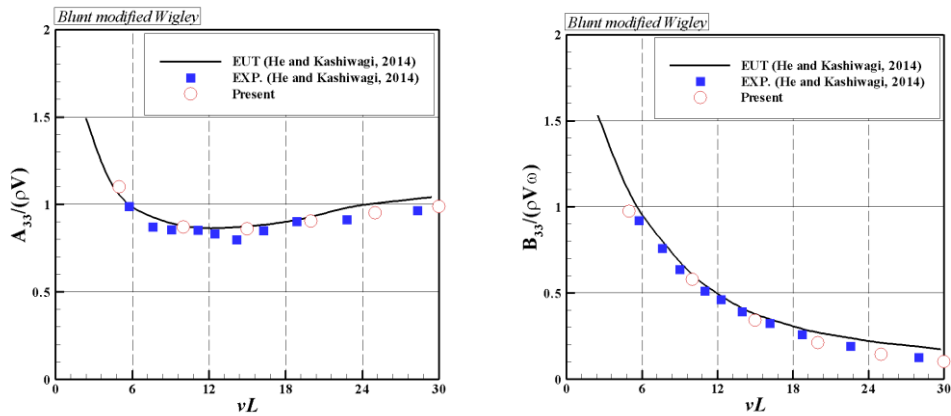 Blunt modified Wigley
2
EUT (He and Kashiwagi, 2014)
EXP. (He and Kashiwagi, 2014)
Present
1.5
1
0.5
0
A33/(ρV)
0 6 12 18 24 30
νL
Blunt modified Wigley
2
EUT (He and Kashiwagi, 2014)
EXP. (He and Kashiwagi, 2014)
Present
1.5
1
0.5
0
B33/(ρVω)
0 6 12 18 24 30
νL